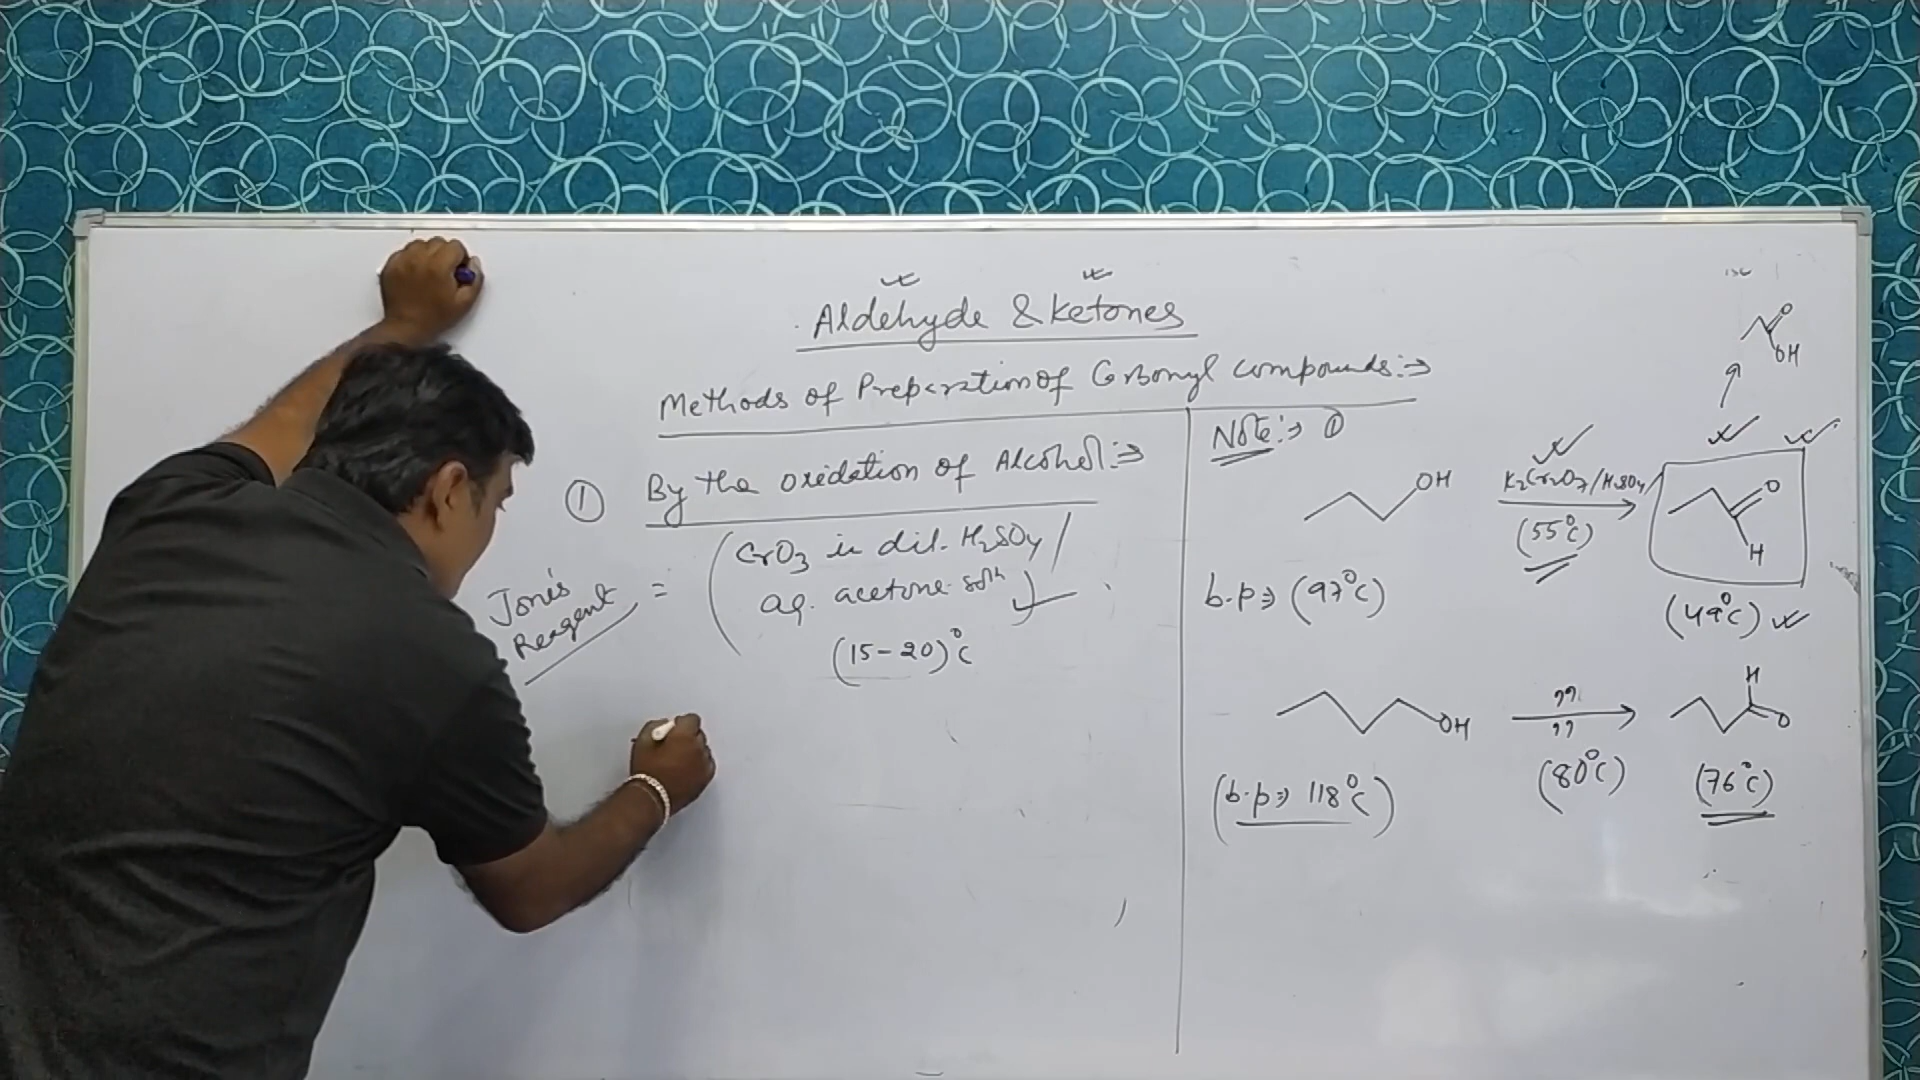 Aldehyde & Ketones
Methods of Preparation of Carbonyl compounds:→
① By the oxidation of Alcohol:→
Jone's Reagent = (CrO3 in dil. H2SO4/
aq. acetone soln)
(15-20)°C
Note:→ ①
OH
K2Cr2O7/H2SO4
(55°C)
O
H
O
OH
b.p⇒ (97°C)
(49°C)
OH
,,
,,
(80°C)
H
O
(b.p⇒ 118°C)
(76°C)